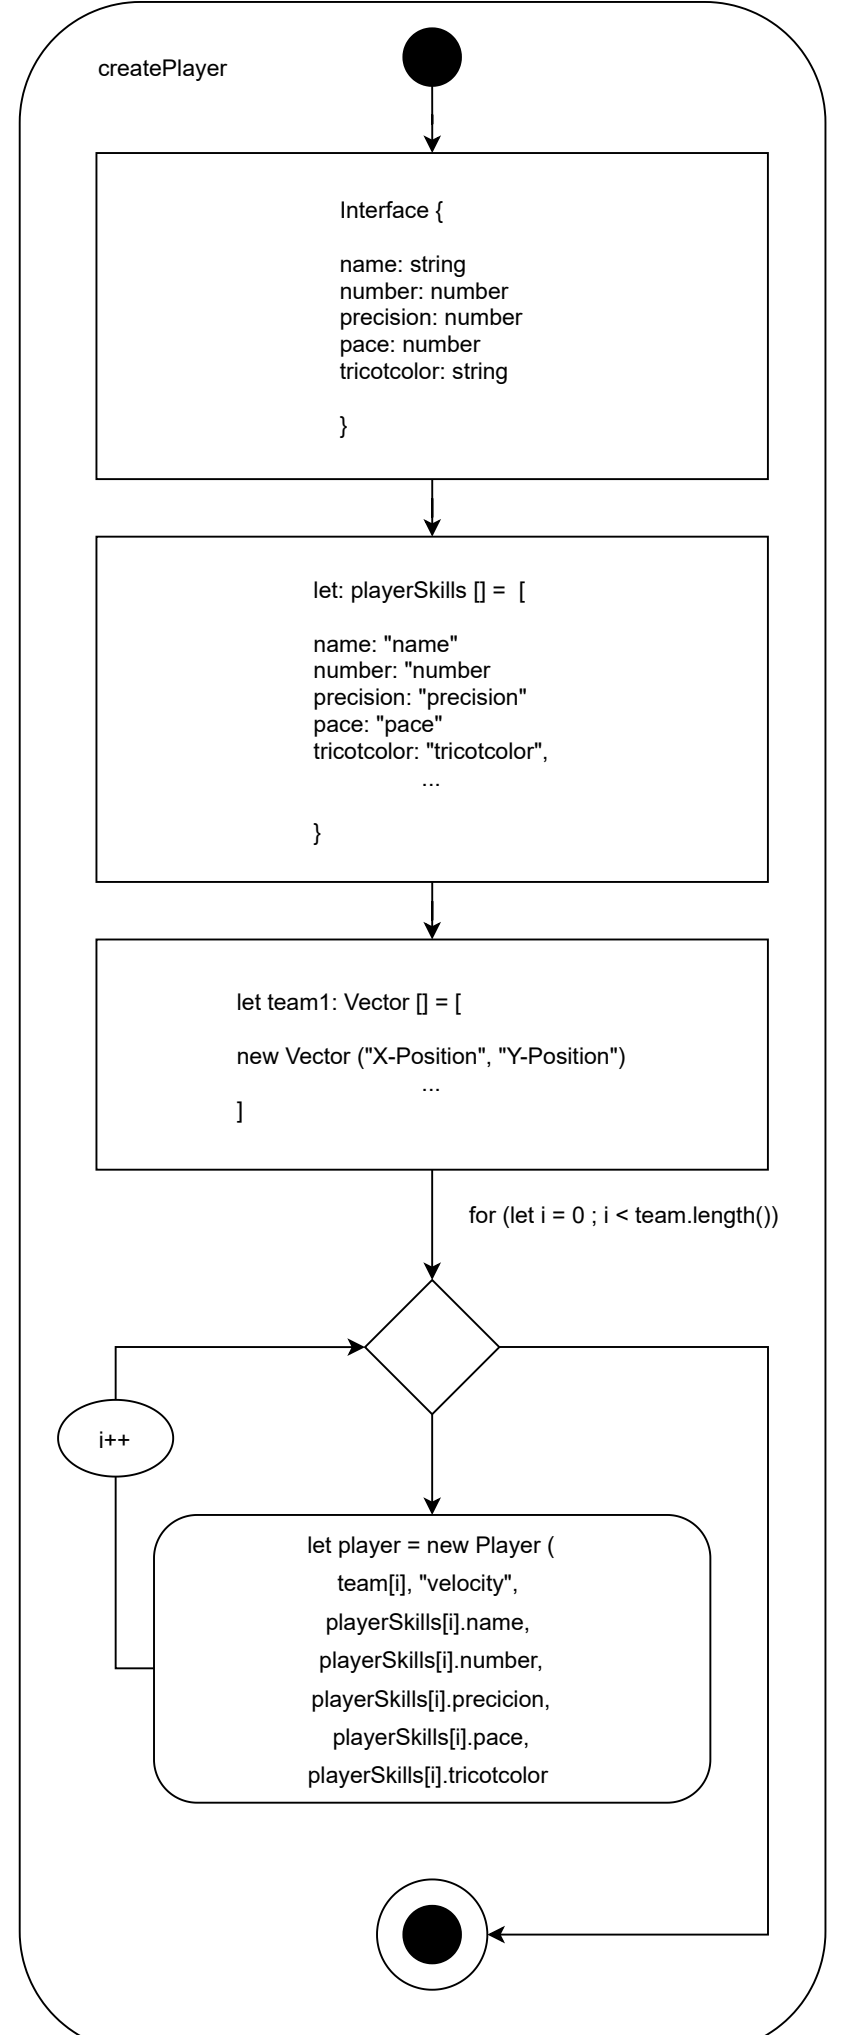 createPlayer
Interface {
name: string
number: number
precision: number
pace: number
tricotcolor: string
}
let: playerSkills [] =  [
name: "name"
number: "number
precision: "precision"
pace: "pace"
tricotcolor: "tricotcolor",
...
}
let team1: Vector [] = [
new Vector ("X-Position", "Y-Position")
...
]
for (let i = 0 ; i < team.length())
i++
let player = new Player (
team[i], "velocity",
playerSkills[i].name,
playerSkills[i].number,
playerSkills[i].precicion,
playerSkills[i].pace,
playerSkills[i].tricotcolor